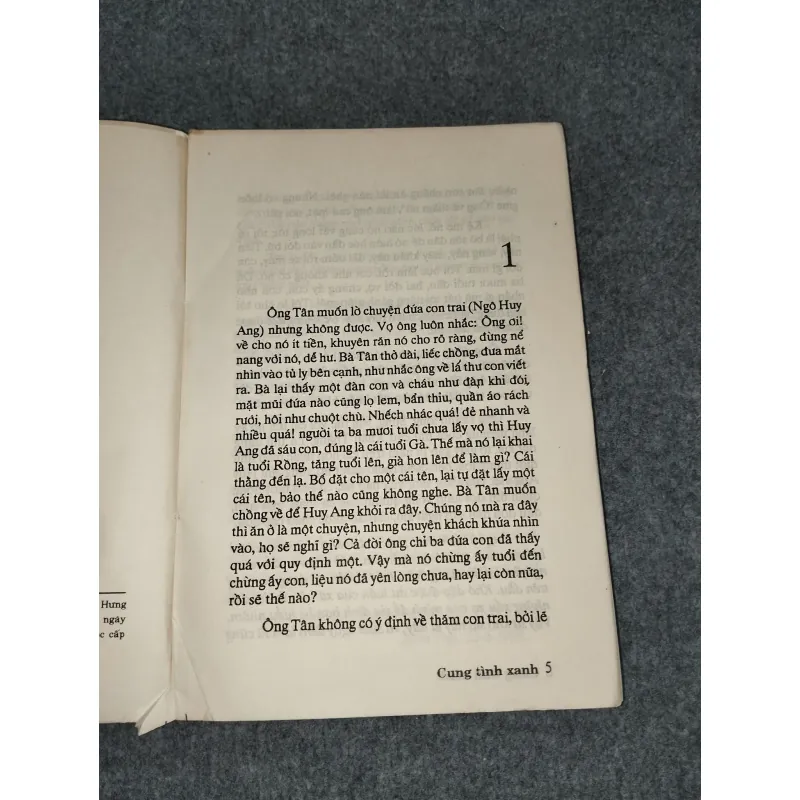 1
Ông Tân muốn lờ chuyện đứa con trai (Ngô Huy
Ang) nhưng không được. Vợ ông luôn nhắc: Ông ơi!
về cho nó ít tiền, khuyên răn nó cho rõ ràng, đừng nể
nang với nó, dễ hư. Bà Tân thở dài, liếc chồng, đưa mắt
nhìn vào tủ ly bên cạnh, như nhắc ông về lá thư con viết
ra. Bà lại thấy một đàn con và cháu như đàn khỉ đói,
mặt mũi đứa nào cũng lọ lem, bẩn thỉu, quần áo rách
rưới, hôi như chuột chù. Nhếch nhác quá! đẻ nhanh và
nhiều quá! người ta ba mươi tuổi chưa lấy vợ thì Huy
Ang đã sáu con, đúng là cái tuổi Gà. Thế mà nó lại khai
là tuổi Rồng, tăng tuổi lên, già hơn lên để làm gì? Cái
thằng đến lạ. Bố đặt cho một cái tên, lại tự đặt lấy một
cái tên, bảo thế nào cũng không nghe. Bà Tân muốn
chồng về để Huy Ang khỏi ra đây. Chúng nó mà ra đây
thì ăn ở là một chuyện, nhưng chuyện khách khứa nhìn
vào, họ sẽ nghĩ gì? Cả đời ông chỉ ba đứa con đã thấy
quá với quy định một. Vậy mà nó chừng ấy tuổi đến
chừng ấy con, liệu nó đã yên lòng chưa, hay lại còn nữa,
rồi sẽ thế nào?
Ông Tân không có ý định về thăm con trai, bởi lẽ
Cung tình xanh 5
Hưng
ngáy
c cấp